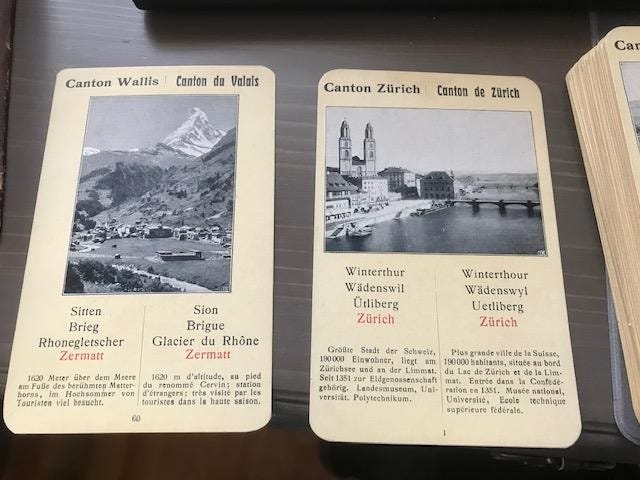 Canton Wallis | Canton du Valais
Sitten
Brieg
Rhonegletscher
Zermatt
1620 Meter über dem Meere
am Fuße des berühmten Matter-
horns, im Hochsommer von
Touristen viel besucht.
Sion
Brigue
Glacier du Rhône
Zermatt
1620 m d'altitude, au pied
du renommé Cervin; station
d'étrangers; très visité par les
touristes dans la haute saison.
60
Canton Zürich | Canton de Zürich
Winterthur
Wädenswil
Ütliberg
Zürich
Größte Stadt der Schweiz,
190 000 Einwohner, liegt am
Zürichsee und an der Limmat.
Seit 1351 zur Eidgenossenschaft
gehörig. Landesmuseum, Uni-
versität. Polytechnikum.
Winterthour
Wädenswyl
Uetliberg
Zürich
Plus grande ville de la Suisse,
190 000 habitants, située au bord
du Lac de Zürich et de la Lim-
mat. Entrée dans la Confédé-
ration en 1351. Musée national,
Université, Ecole technique
supérieure fédérale.
1
Can